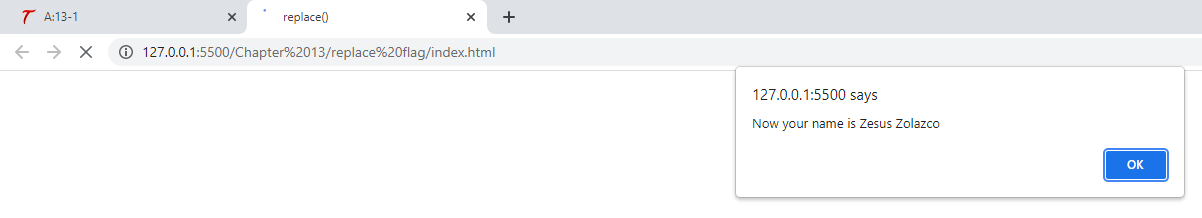 A:13-1
replace()
127.0.0.1:5500/Chapter%2013/replace%20flag/index.html
127.0.0.1:5500 says
Now your name is Zesus Zolazco
OK